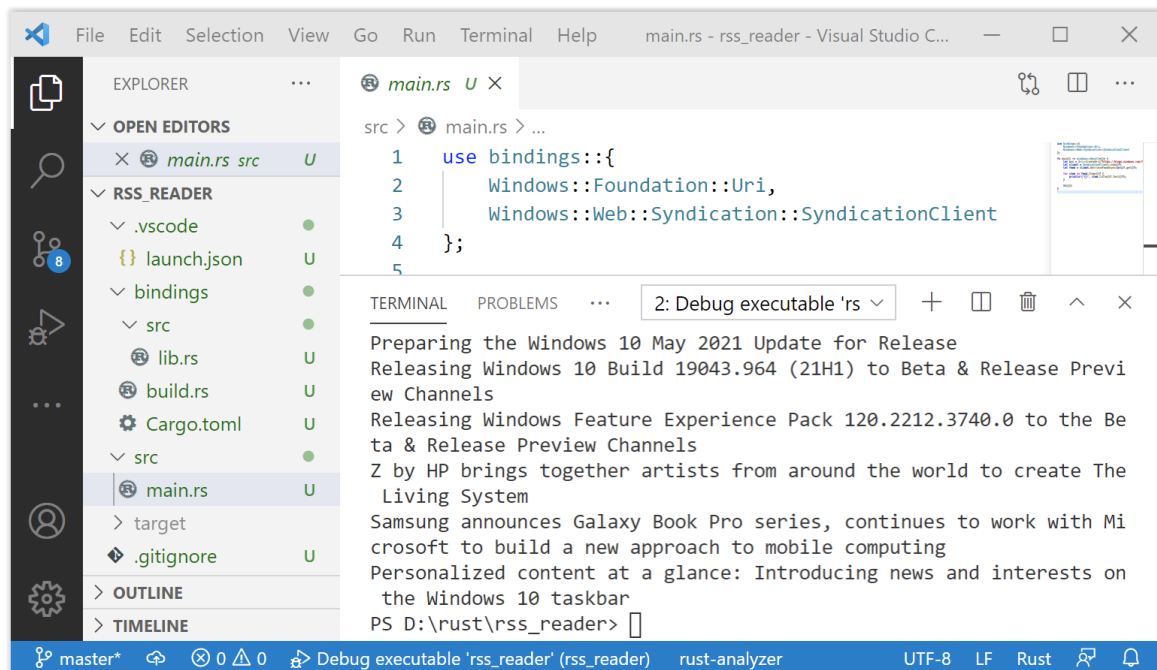 File Edit Selection View Go Run Terminal Help main.rs - rss_reader - Visual Studio C...
EXPLORER ...
OPEN EDITORS
main.rs src U
RSS_READER
.vscode
{} launch.json U
bindings
src
lib.rs U
build.rs U
Cargo.toml U
src
main.rs U
target
.gitignore U
OUTLINE
TIMELINE
8
main.rs U
src > main.rs > ...
1 use bindings::{
2 Windows::Foundation::Uri,
3 Windows::Web::Syndication::SyndicationClient
4 };
5
TERMINAL PROBLEMS ... 2: Debug executable 'rs
Preparing the Windows 10 May 2021 Update for Release
Releasing Windows 10 Build 19043.964 (21H1) to Beta & Release Previ
ew Channels
Releasing Windows Feature Experience Pack 120.2212.3740.0 to the Be
ta & Release Preview Channels
Z by HP brings together artists from around the world to create The
Living System
Samsung announces Galaxy Book Pro series, continues to work with Mi
crosoft to build a new approach to mobile computing
Personalized content at a glance: Introducing news and interests on
the Windows 10 taskbar
PS D:\rust\rss_reader>
master* 0 0 Debug executable 'rss_reader' (rss_reader) rust-analyzer UTF-8 LF Rust